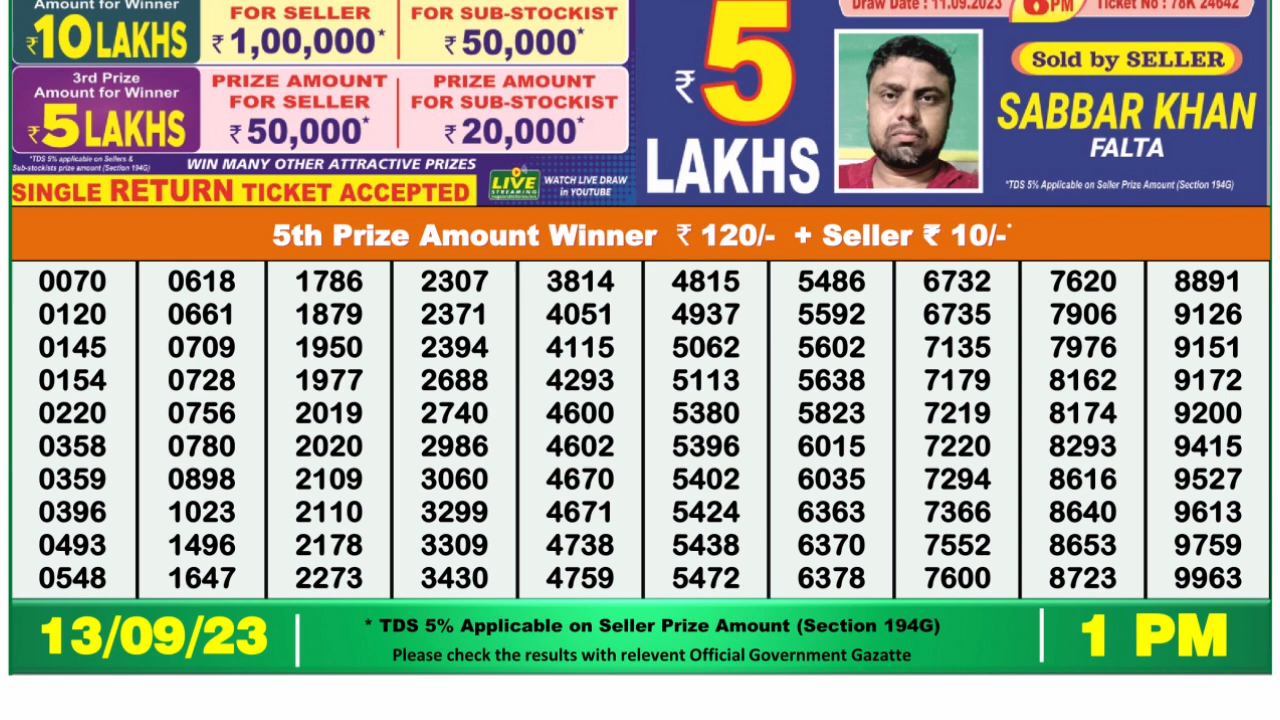 Amount for Winner
₹10 LAKHS
FOR SELLER
₹ 1,00,000*
FOR SUB-STOCKIST
₹ 50,000*
3rd Prize
Amount for Winner
₹5 LAKHS
PRIZE AMOUNT
FOR SELLER
₹ 50,000*
PRIZE AMOUNT
FOR SUB-STOCKIST
₹ 20,000*
*TDS 5% applicable on Sellers &
Sub-stockists prize amount (Section 194G)
WIN MANY OTHER ATTRACTIVE PRIZES
SINGLE RETURN TICKET ACCEPTED
LIVE
STREAMING
WATCH LIVE DRAW
in YOUTUBE
₹5
LAKHS
Draw Date : 11.09.2023 6PM Ticket No : 78K 24642
Sold by SELLER
SABBAR KHAN
FALTA
*TDS 5% Applicable on Seller Prize Amount (Section 194G)
5th Prize Amount Winner ₹ 120/- + Seller ₹ 10/-*
0070 0618 1786 2307 3814 4815 5486 6732 7620 8891
0120 0661 1879 2371 4051 4937 5592 6735 7906 9126
0145 0709 1950 2394 4115 5062 5602 7135 7976 9151
0154 0728 1977 2688 4293 5113 5638 7179 8162 9172
0220 0756 2019 2740 4600 5380 5823 7219 8174 9200
0358 0780 2020 2986 4602 5396 6015 7220 8293 9415
0359 0898 2109 3060 4670 5402 6035 7294 8616 9527
0396 1023 2110 3299 4671 5424 6363 7366 8640 9613
0493 1496 2178 3309 4738 5438 6370 7552 8653 9759
0548 1647 2273 3430 4759 5472 6378 7600 8723 9963
13/09/23
* TDS 5% Applicable on Seller Prize Amount (Section 194G)
Please check the results with relevent Official Government Gazatte
1 PM